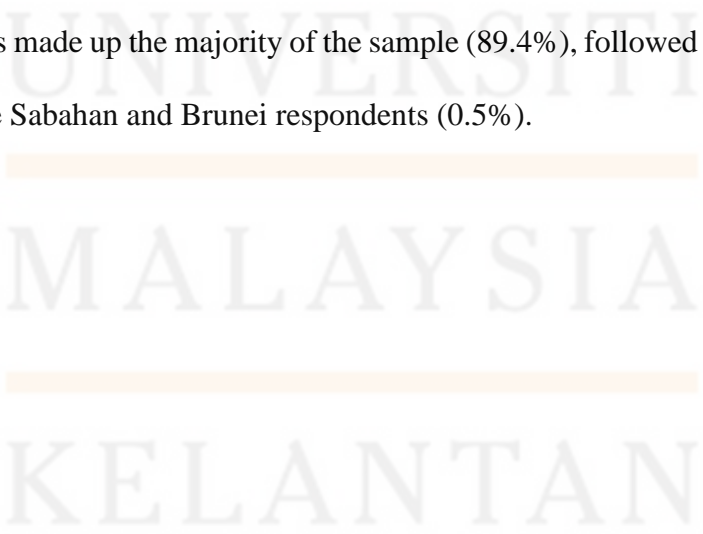 UNIVERSITI
s made up the majority of the sample (89.4%), followed
Sabahan and Brunei respondents (0.5%).
MALAYSIA
KELANTAN